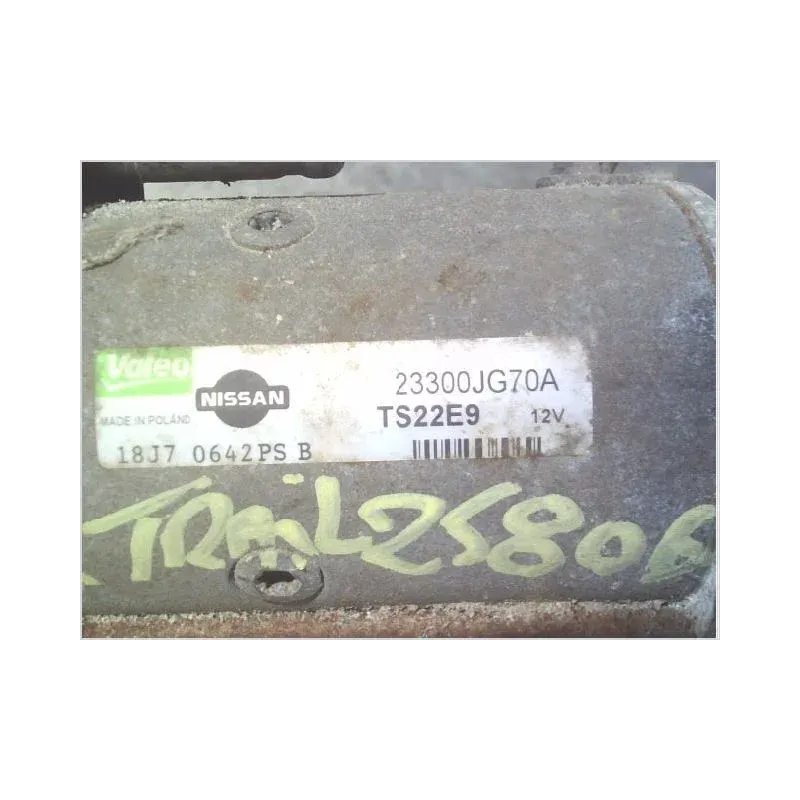 Valeo
NISSAN
23300JG70A
MADE IN POLAND
TS22E9 12V
18J7 0642PS B